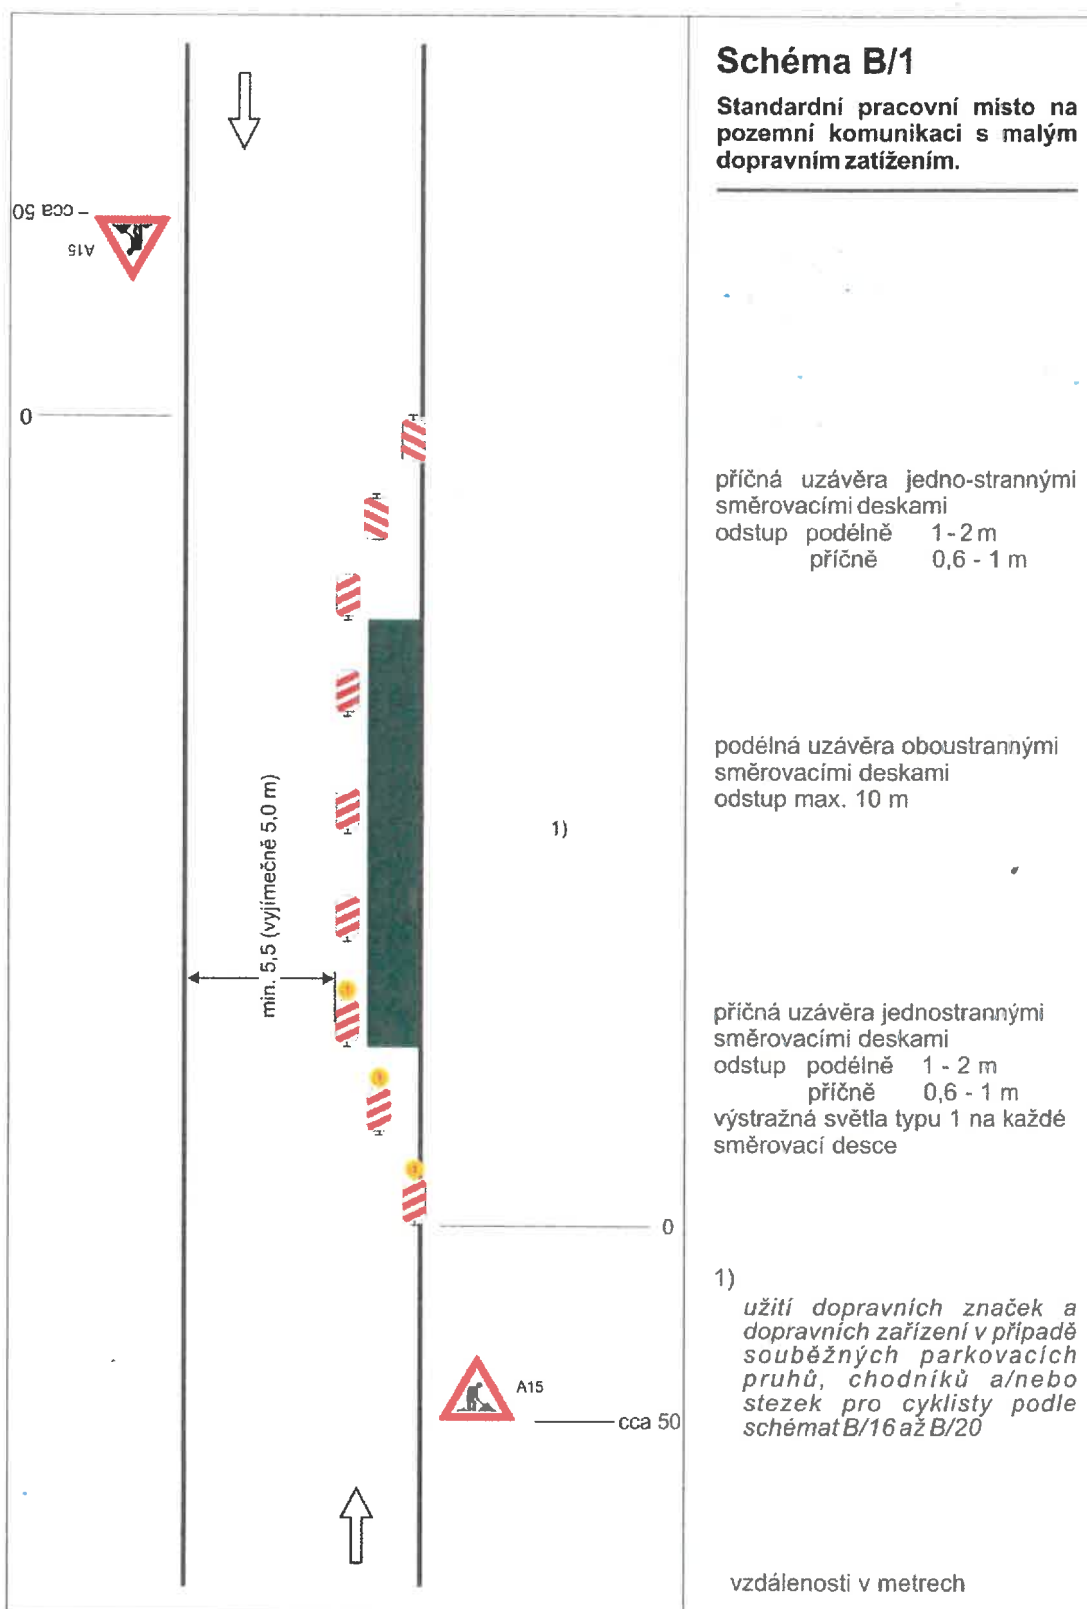 Schéma B/1
Standardní pracovní místo na
pozemní komunikaci s malým
dopravním zatížením.
cca 50
A15
0
příčná uzávěra jedno-strannými
směrovacími deskami
odstup podélně 1-2 m
příčně 0,6 - 1 m
podélná uzávěra oboustrannými
směrovacími deskami
odstup max. 10 m
min. 5,5 (vyjímečně 5,0 m)
1)
příčná uzávěra jednostrannými
směrovacími deskami
odstup podélně 1 - 2 m
příčně 0,6 - 1 m
výstražná světla typu 1 na každé
směrovací desce
0
1)
užití dopravních značek a
dopravních zařízení v případě
souběžných parkovacích
pruhů, chodníků a/nebo
stezek pro cyklisty podle
schémat B/16 až B/20
A15
cca 50
vzdálenosti v metrech